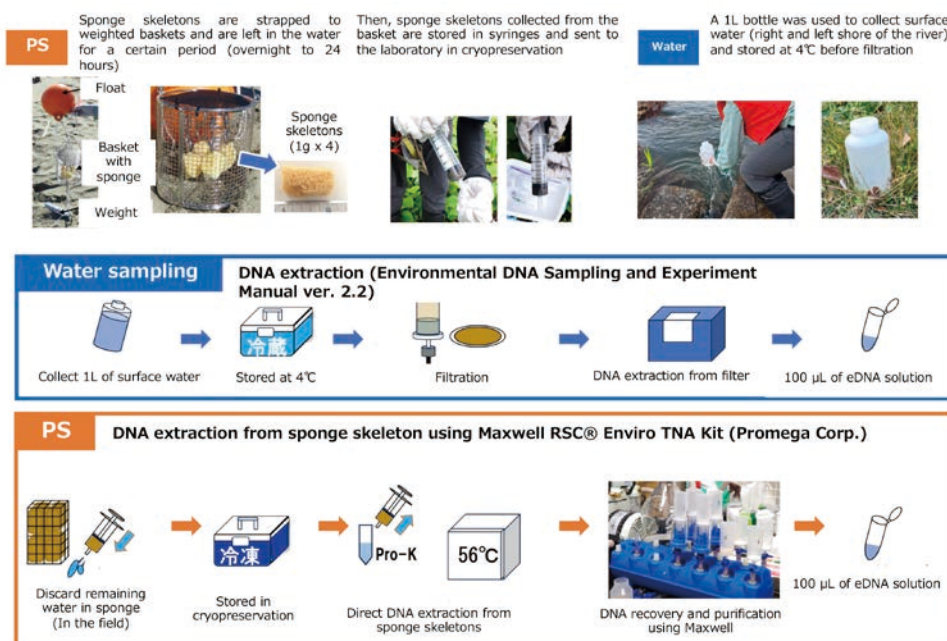 PS
Sponge skeletons are strapped to
weighted baskets and are left in the water
for a certain period (overnight to 24
hours)
Then, sponge skeletons collected from the
basket are stored in syringes and sent to
the laboratory in cryopreservation
Water
A 1L bottle was used to collect surface
water (right and left shore of the river)
and stored at 4℃ before filtration
Float
Basket
with
sponge
Weight
Sponge
skeletons
(1g x 4)
Water sampling
DNA extraction (Environmental DNA Sampling and Experiment
Manual ver. 2.2)
冷蔵
Collect 1L of surface water
Stored at 4℃
Filtration
DNA extraction from filter
100 μL of eDNA solution
PS
DNA extraction from sponge skeleton using Maxwell RSC® Enviro TNA Kit (Promega Corp.)
冷凍
Pro-K
56℃
Discard remaining
water in sponge
(In the field)
Stored in
cryopreservation
Direct DNA extraction from
sponge skeletons
DNA recovery and purification
using Maxwell
100 μL of eDNA solution